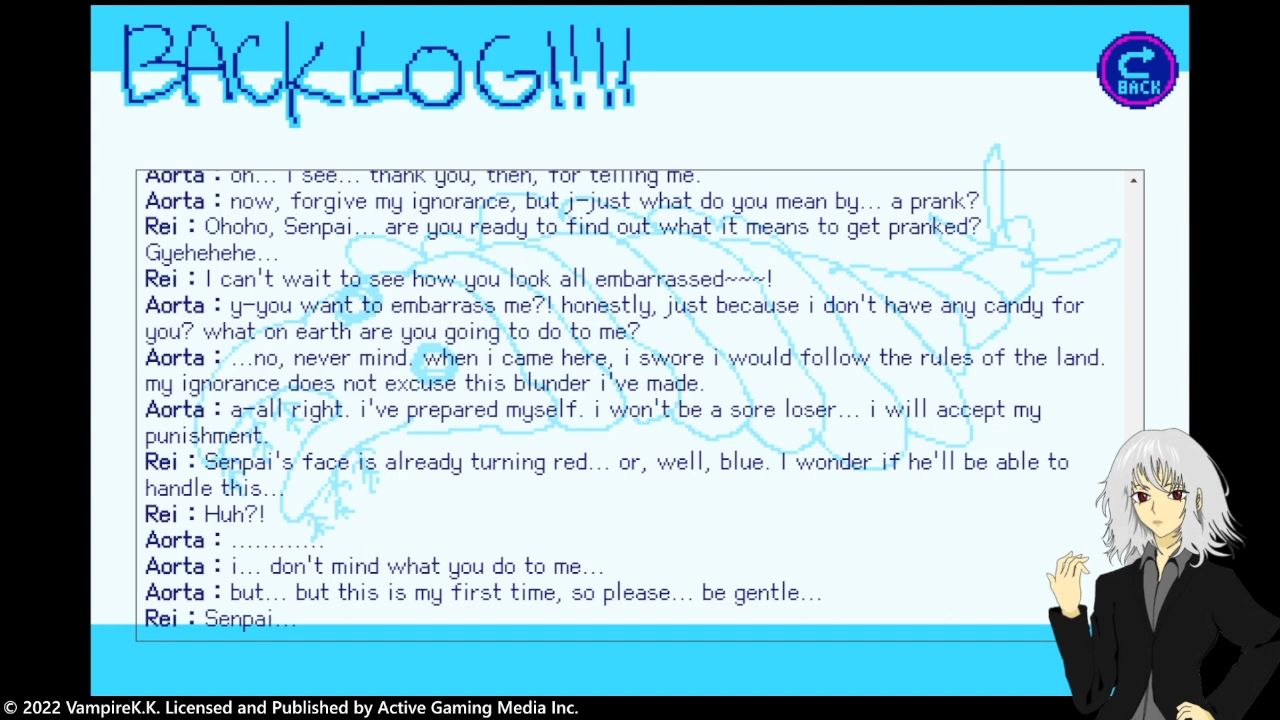 BACKLOG!!!!
BACK
Aorta : oh... i see... thank you, then, for telling me.
Aorta : now, forgive my ignorance, but j-just what do you mean by... a prank?
Rei : Ohoho, Senpai... are you ready to find out what it means to get pranked?
Gyehehehe...
Rei : I can't wait to see how you look all embarrassed~~~!
Aorta : y-you want to embarrass me?! honestly, just because i don't have any candy for
you? what on earth are you going to do to me?
Aorta : ...no, never mind. when i came here, i swore i would follow the rules of the land.
my ignorance does not excuse this blunder i've made.
Aorta : a-all right. i've prepared myself. i won't be a sore loser... i will accept my
punishment.
Rei : Senpai's face is already turning red... or, well, blue. I wonder if he'll be able to
handle this...
Rei : Huh?!
Aorta : ............
Aorta : i... don't mind what you do to me...
Aorta : but... but this is my first time, so please... be gentle...
Rei : Senpai...
© 2022 VampireK.K. Licensed and Published by Active Gaming Media Inc.